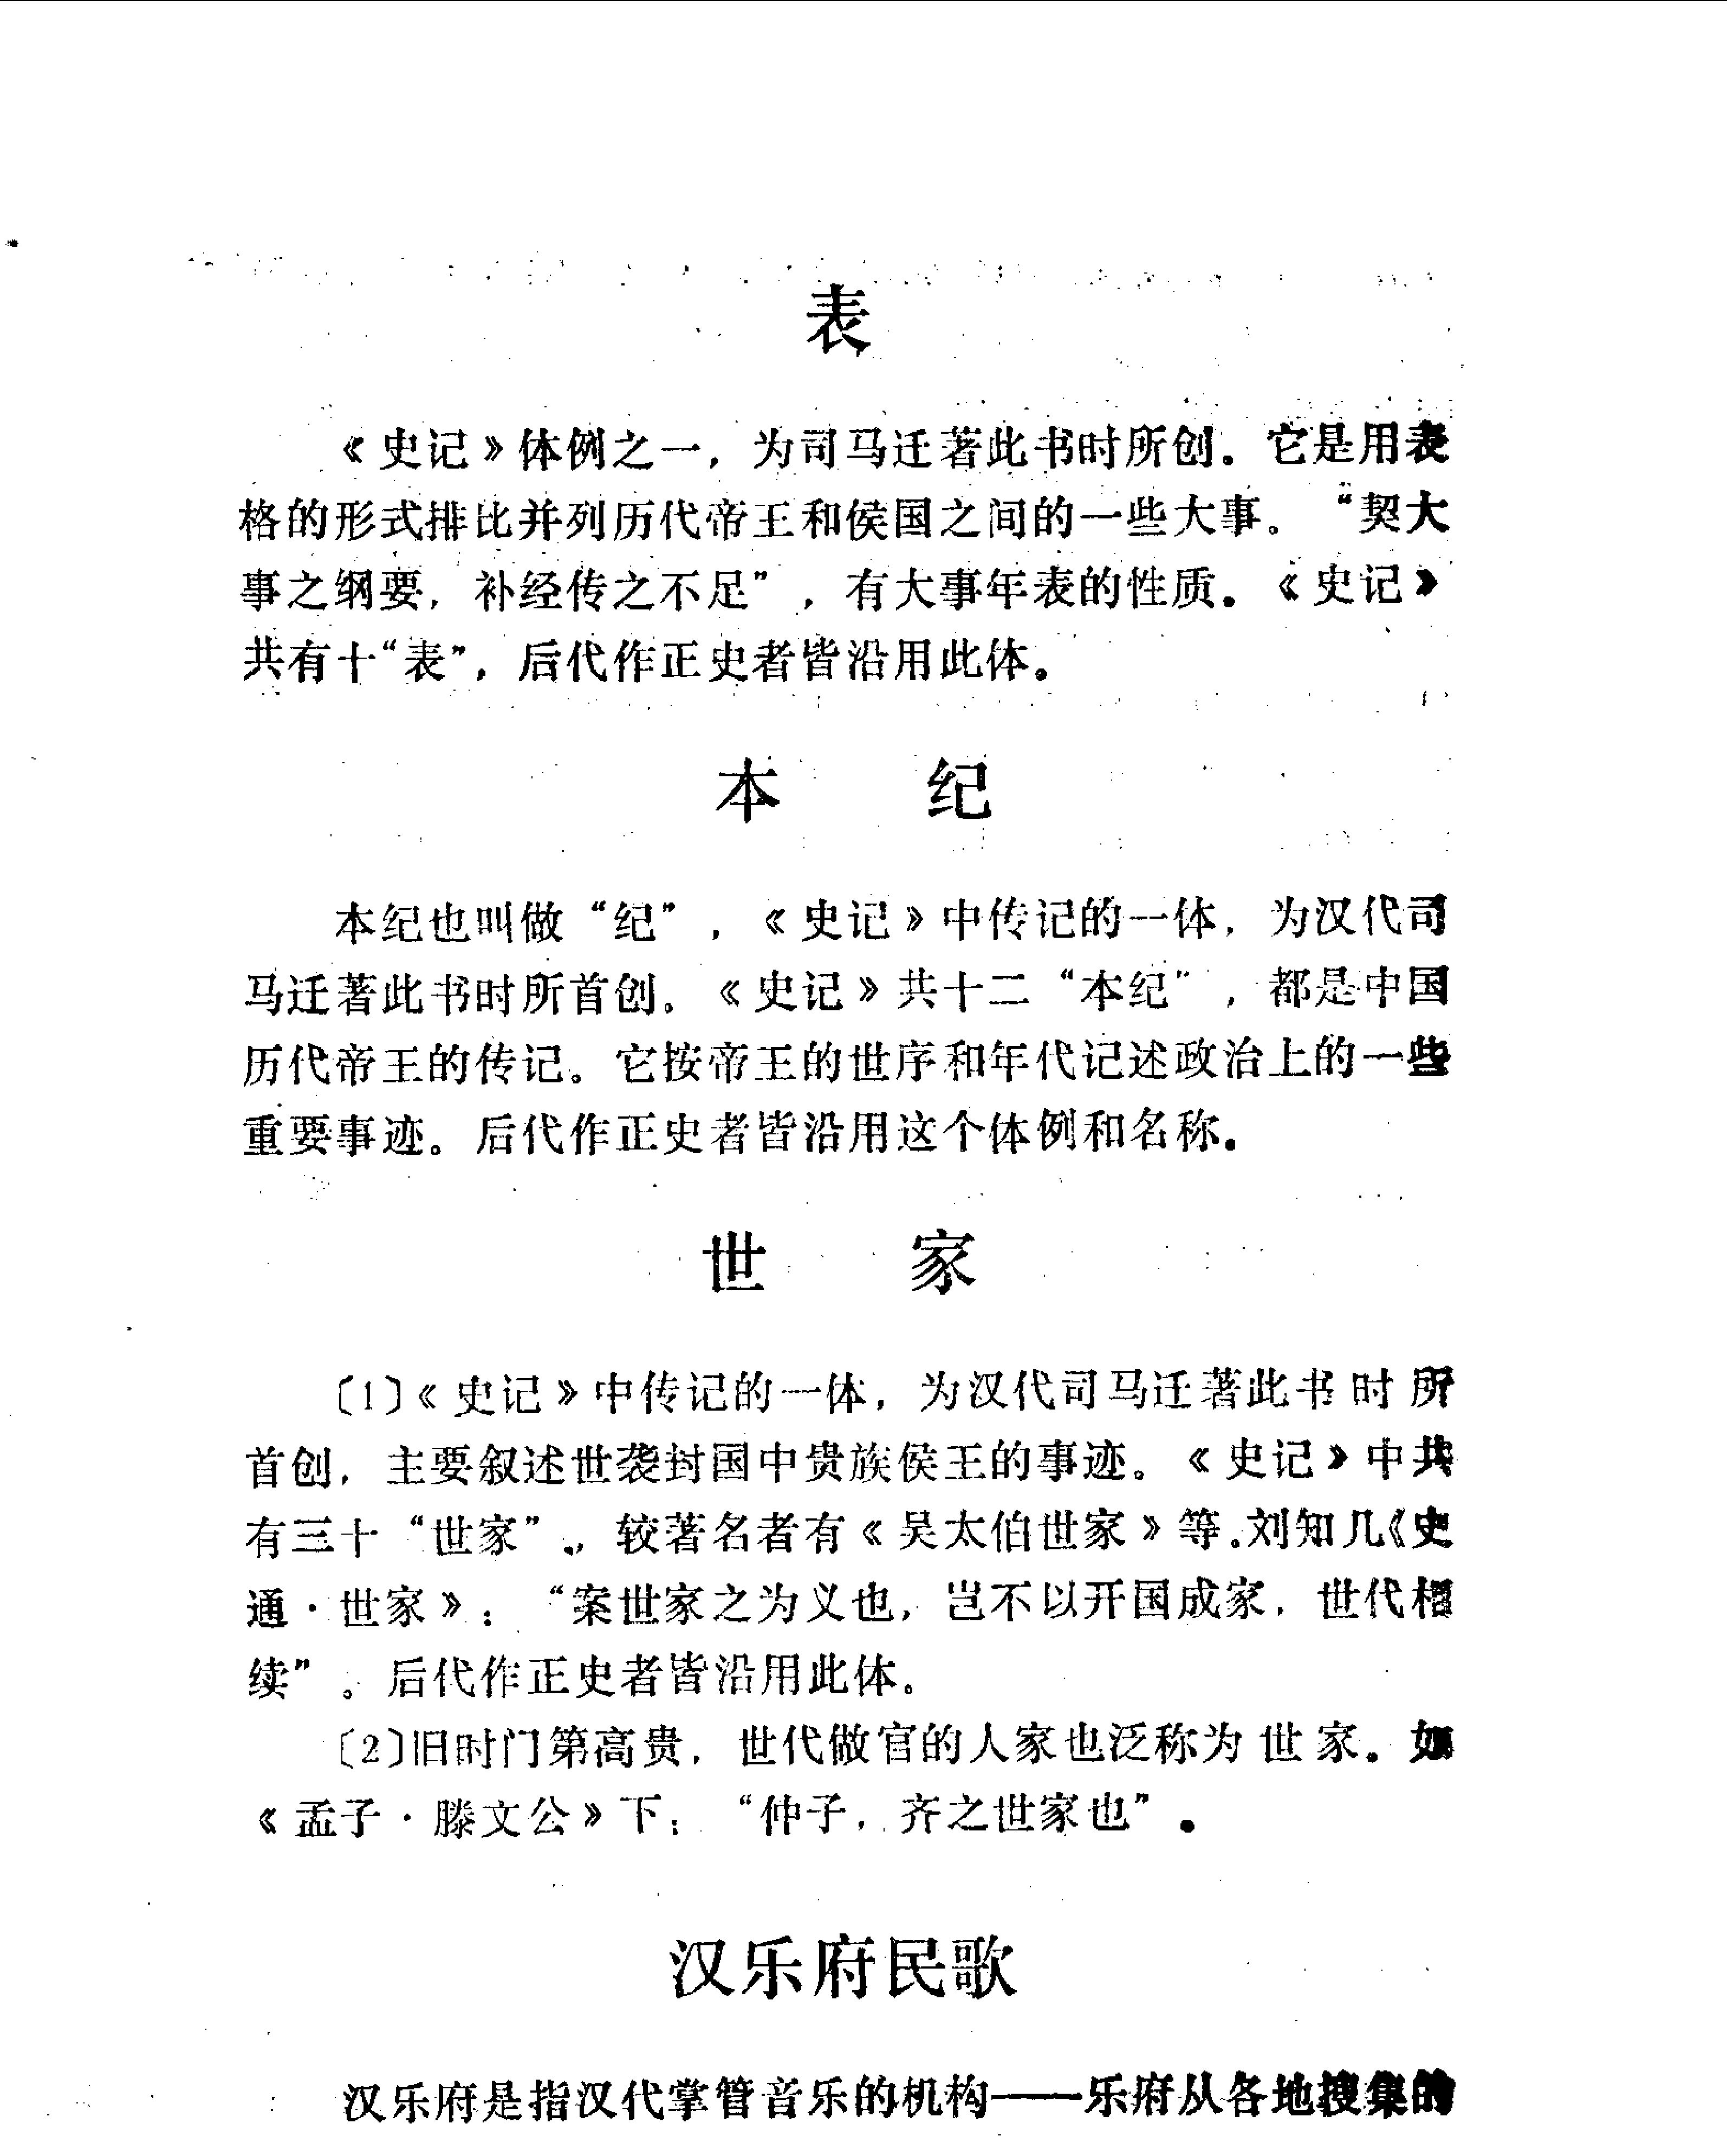 表
《史记》体例之一，为司马迁著此书时所创。它是用表
格的形式排比并列历代帝王和侯国之间的一些大事。“契大
事之纲要，补经传之不足”，有大事年表的性质。《史记》
共有十“表”，后代作正史者皆沿用此体。
本 纪
本纪也叫做“纪”，《史记》中传记的一体，为汉代司
马迁著此书时所首创。《史记》共十二“本纪”，都是中国
历代帝王的传记。它按帝王的世序和年代记述政治上的一些
重要事迹。后代作正史者皆沿用这个体例和名称。
世 家
〔1〕《史记》中传记的一体，为汉代司马迁著此书时所
首创，主要叙述世袭封国中贵族侯王的事迹。《史记》中共
有三十“世家”，较著名者有《吴太伯世家》等。刘知几《史
通·世家》：“案世家之为义也，岂不以开国成家，世代相
续”。后代作正史者皆沿用此体。
〔2〕旧时门第高贵，世代做官的人家也泛称为世家。如
《孟子·滕文公》下：“仲子，齐之世家也”。
汉乐府民歌
汉乐府是指汉代掌管音乐的机构——乐府从各地搜集的